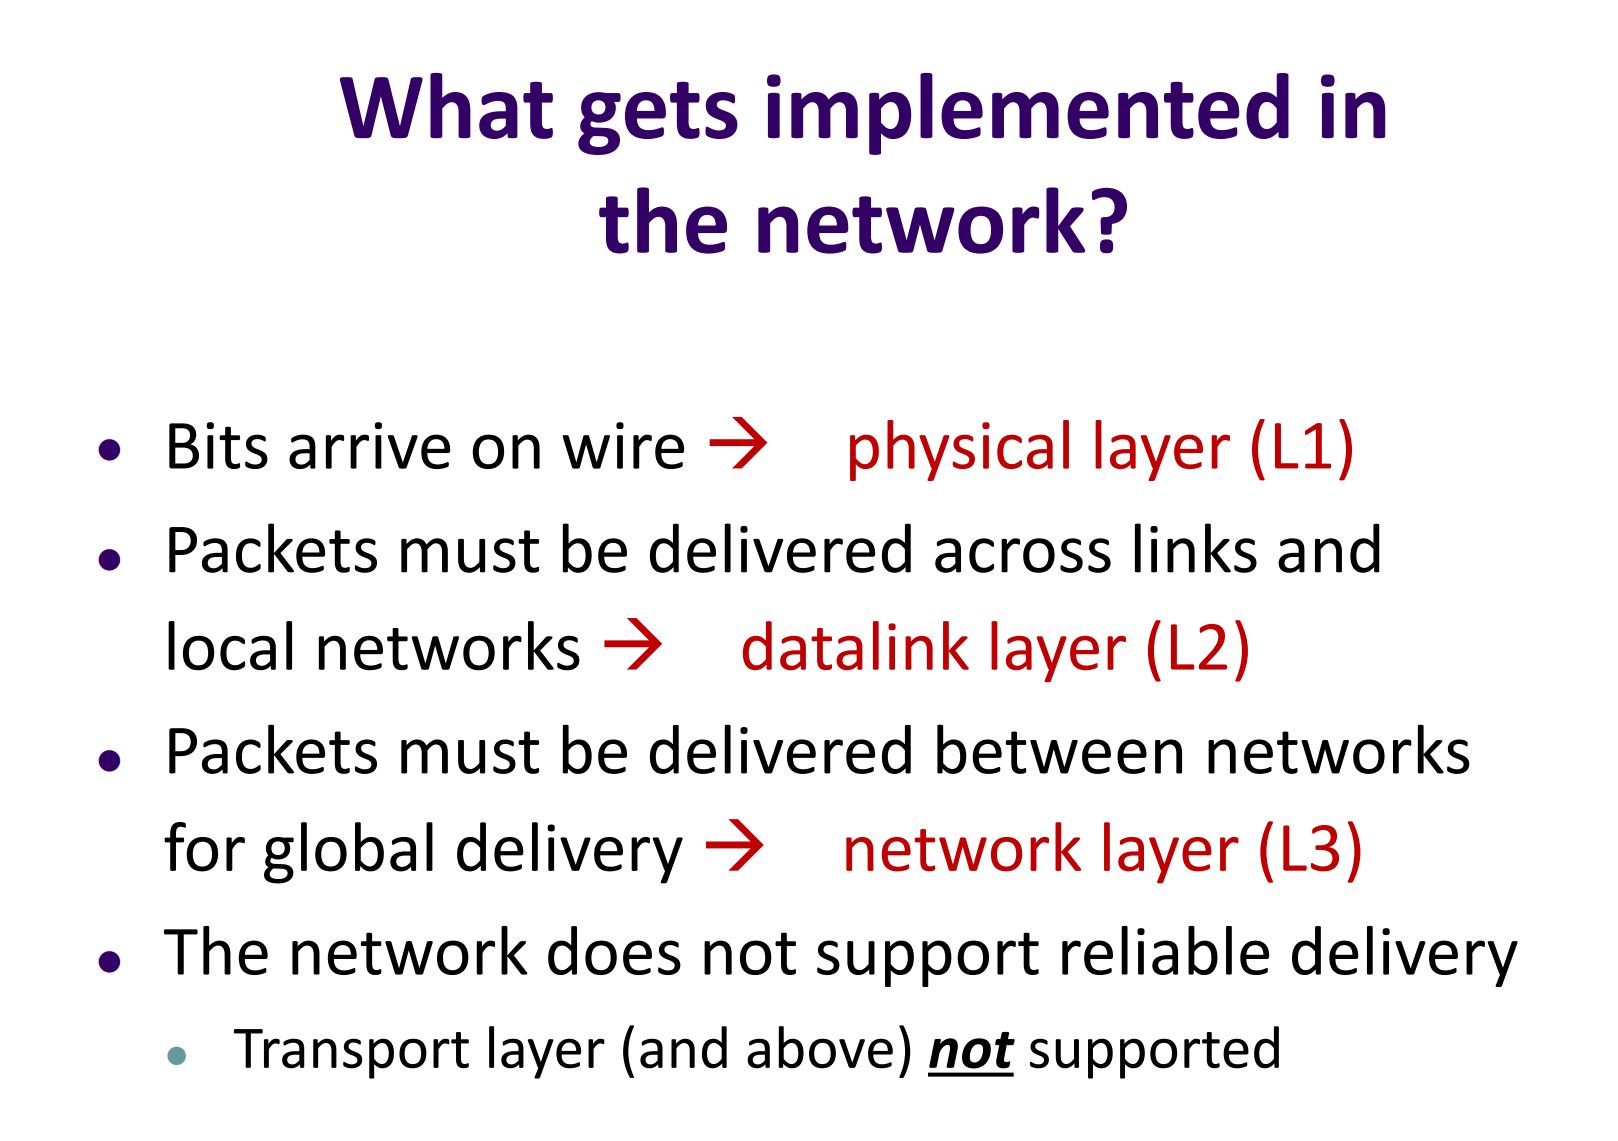 What gets implemented in
the network?
● Bits arrive on wire → physical layer (L1)
● Packets must be delivered across links and
local networks → datalink layer (L2)
● Packets must be delivered between networks
for global delivery → network layer (L3)
● The network does not support reliable delivery
● Transport layer (and above) not supported